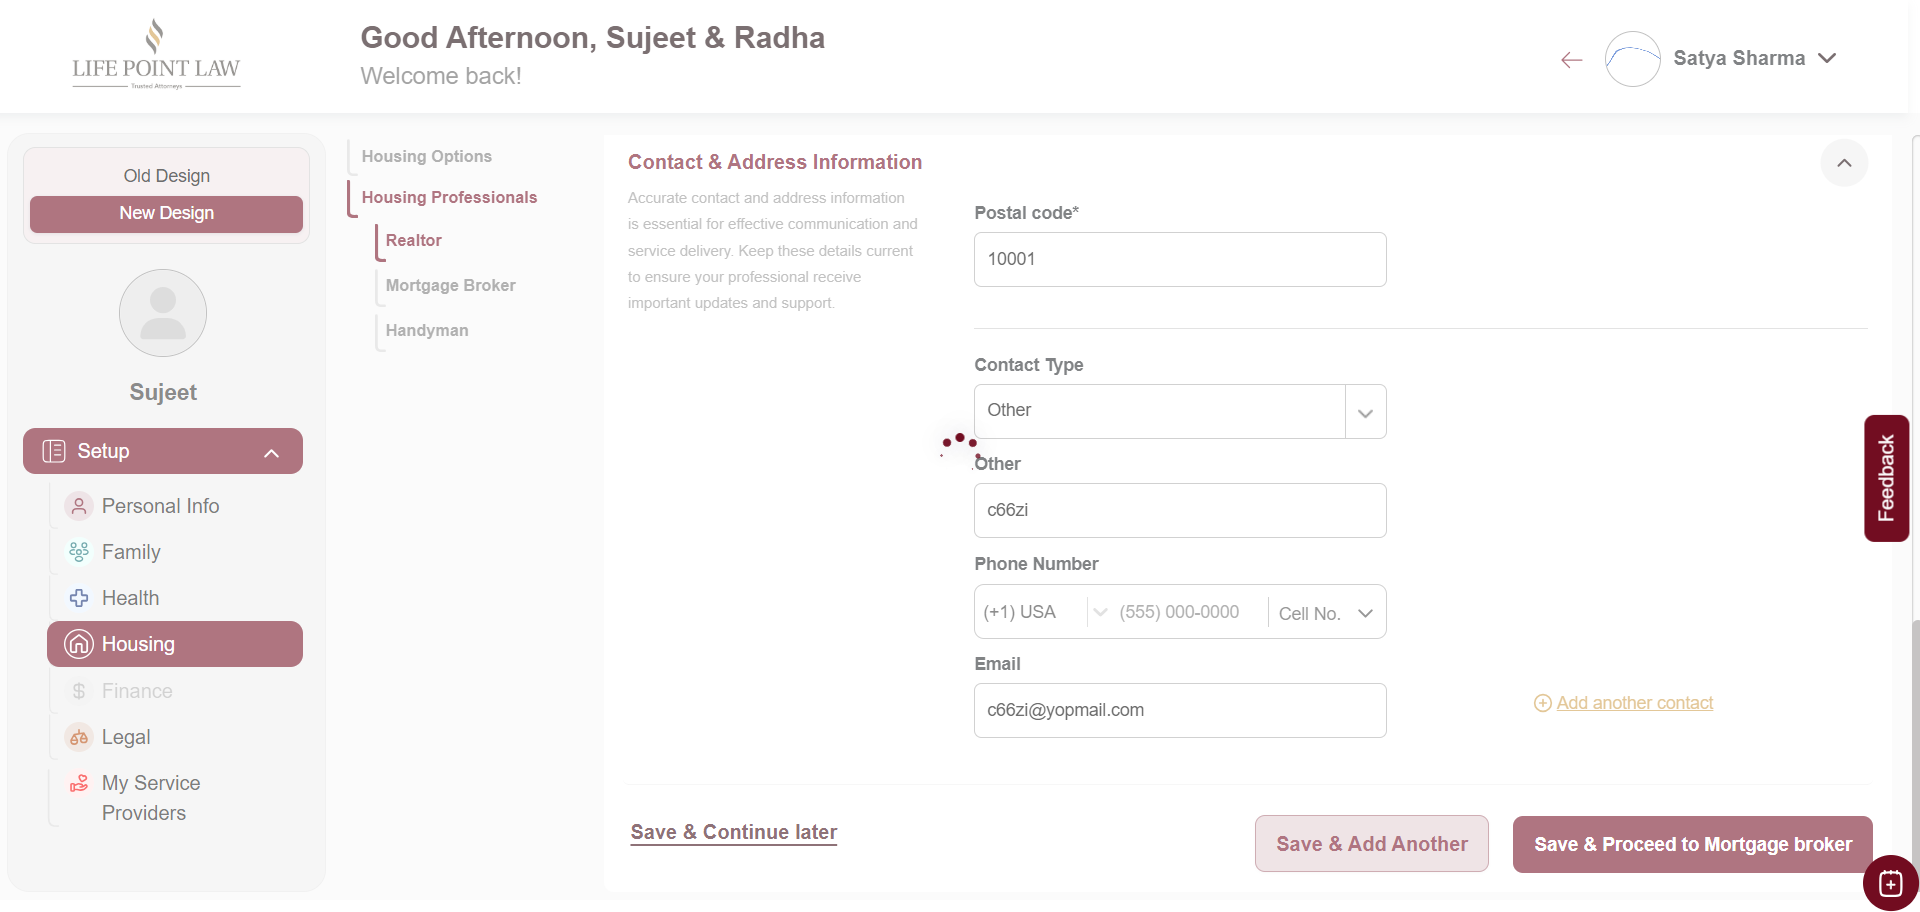 LIFE POINT LAW
Trusted Attorneys
Good Afternoon, Sujeet & Radha
Welcome back!
Satya Sharma
Old Design
New Design
Sujeet
Setup
Personal Info
Family
Health
Housing
Finance
Legal
My Service
Providers
Housing Options
Housing Professionals
Realtor
Mortgage Broker
Handyman
Contact & Address Information
Accurate contact and address information
is essential for effective communication and
service delivery. Keep these details current
to ensure your professional receive
important updates and support.
Postal code*
10001
Contact Type
Other
Other
c66zi
Phone Number
(+1) USA (555) 000-0000 Cell No.
Email
c66zi@yopmail.com
Add another contact
Save & Continue later
Save & Add Another
Save & Proceed to Mortgage broker
Feedback